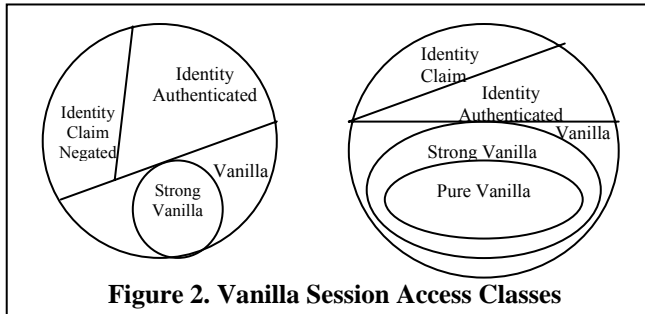 Identity
Authenticated
Identity
Claim
Negated
Vanilla
Strong
Vanilla
Identity
Claim
Identity
Authenticated
Vanilla
Strong Vanilla
Pure Vanilla
Figure 2. Vanilla Session Access Classes